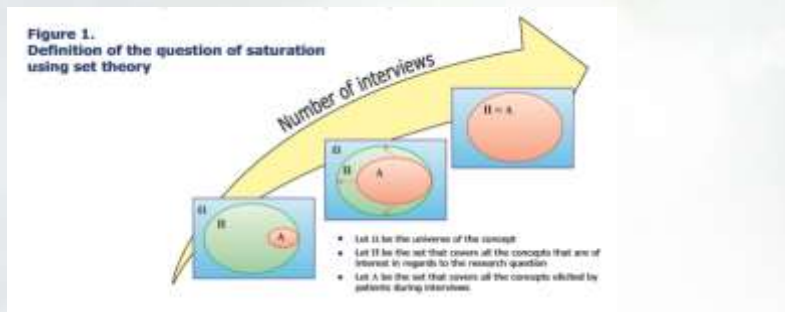 Figure 1.
Definition of the question of saturation
using set theory
Number of interviews
Π = A
Ω
Π
A
Ω
Π
A
• Let Ω be the universe of the concept
• Let Π be the set that covers all the concepts that are of
interest in regards to the research question
• Let A be the set that covers all the concepts elicited by
patients during interviews